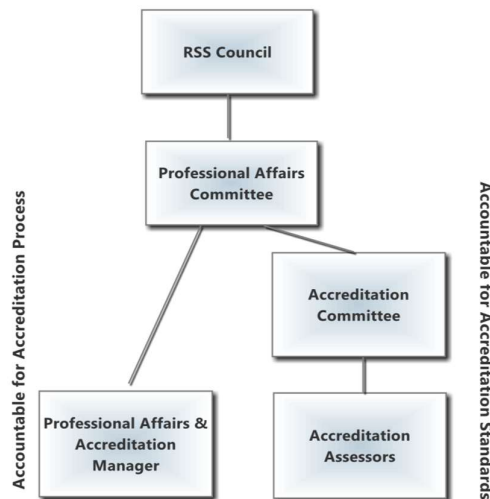 RSS Council
Professional Affairs
Committee
Accountable for Accreditation Process
Accountable for Accreditation Standards
Accreditation
Committee
Professional Affairs &
Accreditation
Manager
Accreditation
Assessors